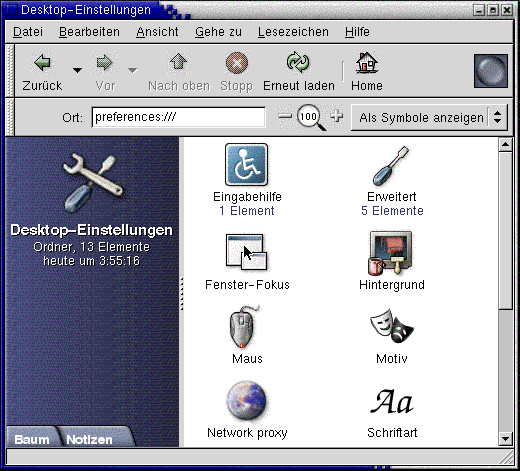 Desktop-Einstellungen
Datei Bearbeiten Ansicht Gehe zu Lesezeichen Hilfe
Zurück Vor Nach oben Stopp Erneut laden Home
Ort: preferences:/// 100 Als Symbole anzeigen
Desktop-Einstellungen
Ordner, 13 Elemente
heute um 3:55:16
Eingabehilfe
1 Element
Erweitert
5 Elemente
Fenster-Fokus
Hintergrund
Maus
Motiv
Network proxy
Aa
Schriftart
Baum Notizen